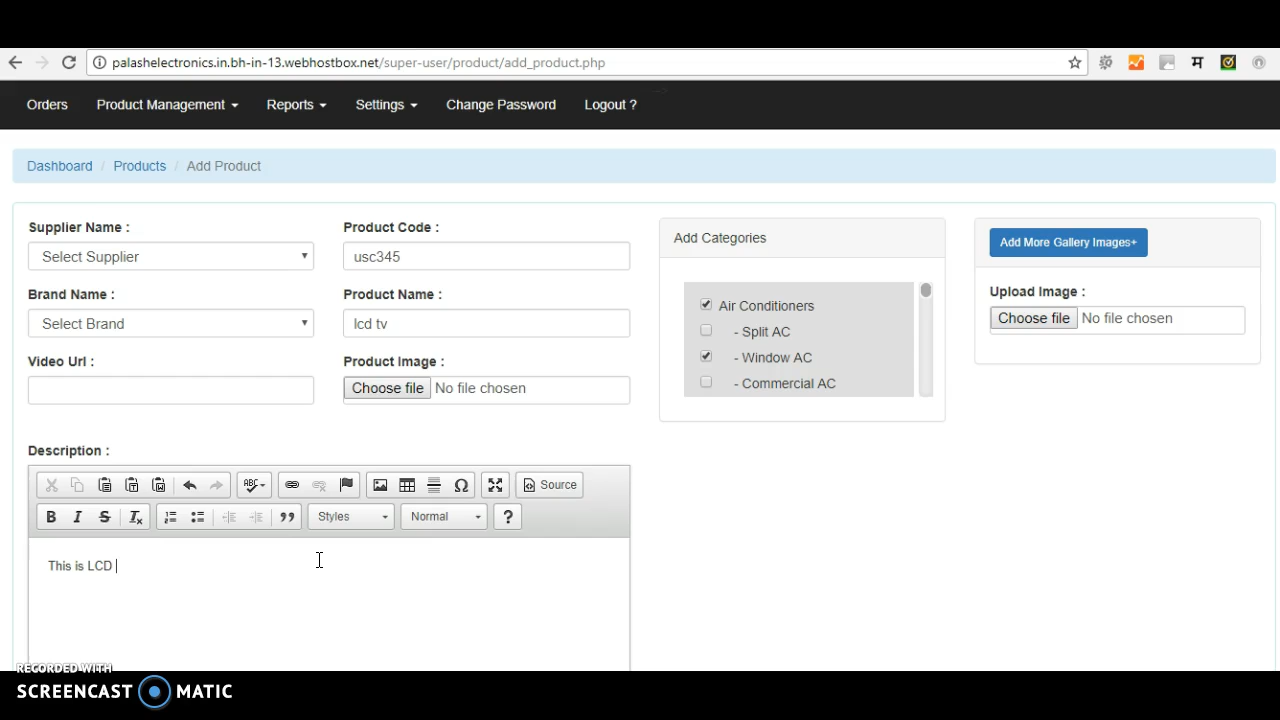 palashelectronics.in.bh-in-13.webhostbox.net/super-user/product/add_product.php
म
Orders Product Management Reports Settings Change Password Logout ?
Dashboard / Products / Add Product
Supplier Name :
Select Supplier
Product Code :
usc345
Brand Name :
Select Brand
Product Name :
lcd tv
Video Url :
Product Image :
Choose file No file chosen
Add Categories
Air Conditioners
- Split AC
- Window AC
- Commercial AC
Add More Gallery Images+
Upload Image :
Choose file No file chosen
Description :
ABC
Source
B I S Ix Styles Normal ?
This is LCD
RECORDED WITH
SCREENCAST MATIC